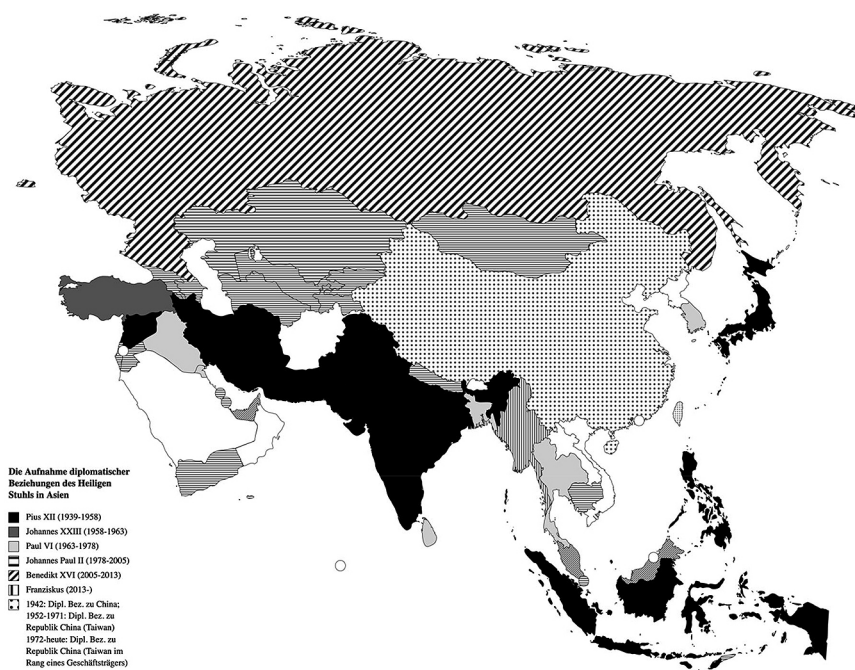 Die Aufnahme diplomatischer
Beziehungen des Heiligen
Stuhls in Asien
Pius XII (1939-1958)
Johannes XXIII (1958-1963)
Paul VI (1963-1978)
Johannes Paul II (1978-2005)
Benedikt XVI (2005-2013)
Franziskus (2013-)
1942: Dipl. Bez. zu China;
1952-1971: Dipl. Bez. zu
Republik China (Taiwan)
1972-heute: Dipl. Bez. zu
Republik China (Taiwan im
Rang eines Geschäftsträgers)